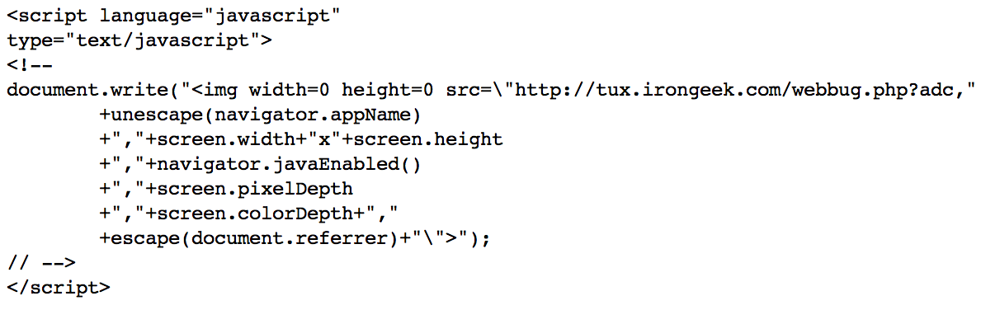 <script language="javascript"
type="text/javascript">
<!--
document.write("<img width=0 height=0 src=\"http://tux.irongeek.com/webbug.php?adc,"
        +unescape(navigator.appName)
        +","+screen.width+"x"+screen.height
        +","+navigator.javaEnabled()
        +","+screen.pixelDepth
        +","+screen.colorDepth+","
        +escape(document.referrer)+"\">");
// -->
</script>